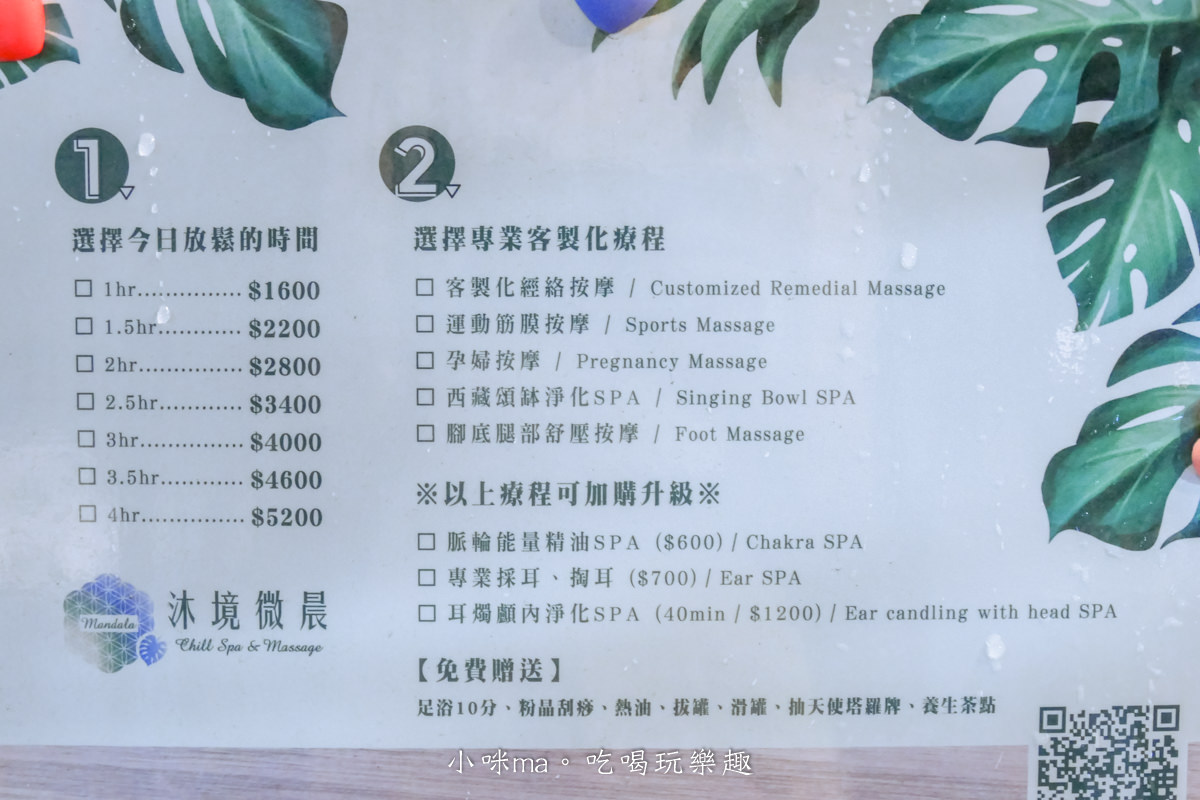 1
選擇今日放鬆的時間
☐ 1hr............... $1600
☐ 1.5hr............ $2200
☐ 2hr............... $2800
☐ 2.5hr............ $3400
☐ 3hr............... $4000
☐ 3.5hr............ $4600
☐ 4hr............... $5200
Mandala
沐境微晨
Chill Spa & Massage
2
選擇專業客製化療程
☐ 客製化經絡按摩 / Customized Remedial Massage
☐ 運動筋膜按摩 / Sports Massage
☐ 孕婦按摩 / Pregnancy Massage
☐ 西藏頌缽淨化SPA / Singing Bowl SPA
☐ 腳底腿部舒壓按摩 / Foot Massage
※以上療程可加購升級※
☐ 脈輪能量精油SPA ($600) / Chakra SPA
☐ 專業採耳、掏耳 ($700) / Ear SPA
☐ 耳燭顱內淨化SPA (40min / $1200) / Ear candling with head SPA
【免費贈送】
足浴10分、粉晶刮痧、熱油、拔罐、滑罐、抽天使塔羅牌、養生茶點
小咪ma。吃喝玩樂趣